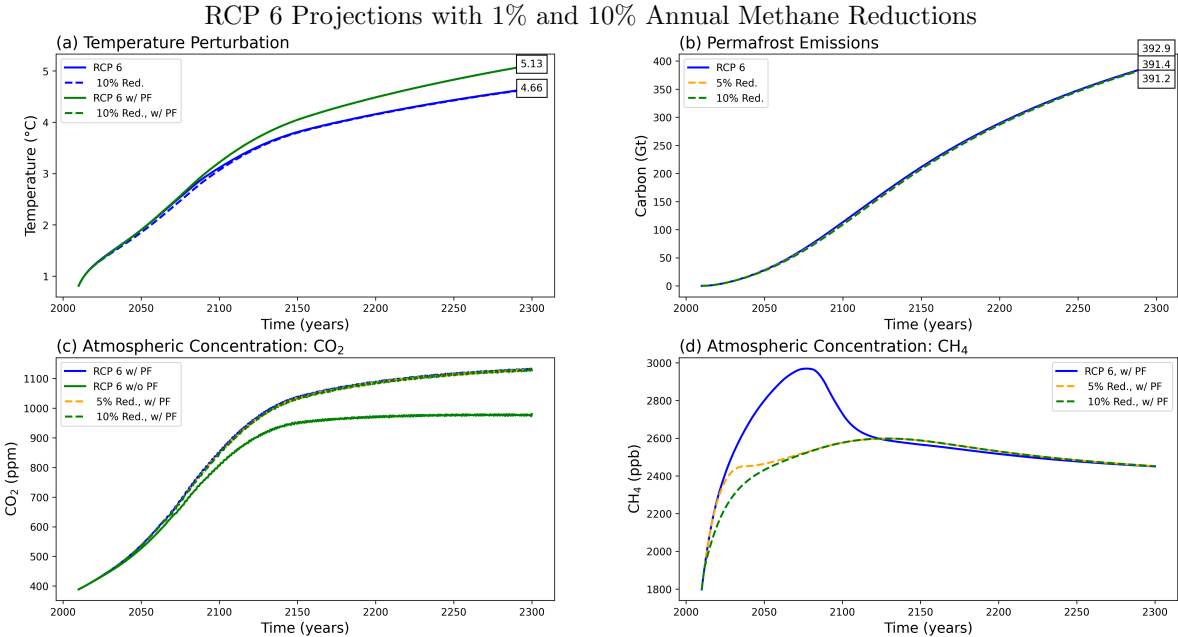 RCP 6 Projections with 1% and 10% Annual Methane Reductions
(a) Temperature Perturbation
RCP 6
10% Red.
RCP 6 w/ PF
10% Red., w/ PF
5.13
4.66
Temperature (°C)
5
4
3
2
1
2000 2050 2100 2150 2200 2250 2300
Time (years)
(b) Permafrost Emissions
RCP 6
5% Red.
10% Red.
392.9
391.4
391.2
Carbon (Gt)
400
350
300
250
200
150
100
50
0
2000 2050 2100 2150 2200 2250 2300
Time (years)
(c) Atmospheric Concentration: CO₂
RCP 6 w/ PF
RCP 6 w/o PF
5% Red., w/ PF
10% Red., w/ PF
CO₂ (ppm)
1100
1000
900
800
700
600
500
400
2000 2050 2100 2150 2200 2250 2300
Time (years)
(d) Atmospheric Concentration: CH₄
RCP 6, w/ PF
5% Red., w/ PF
10% Red., w/ PF
CH₄ (ppb)
3000
2800
2600
2400
2200
2000
1800
2000 2050 2100 2150 2200 2250 2300
Time (years)